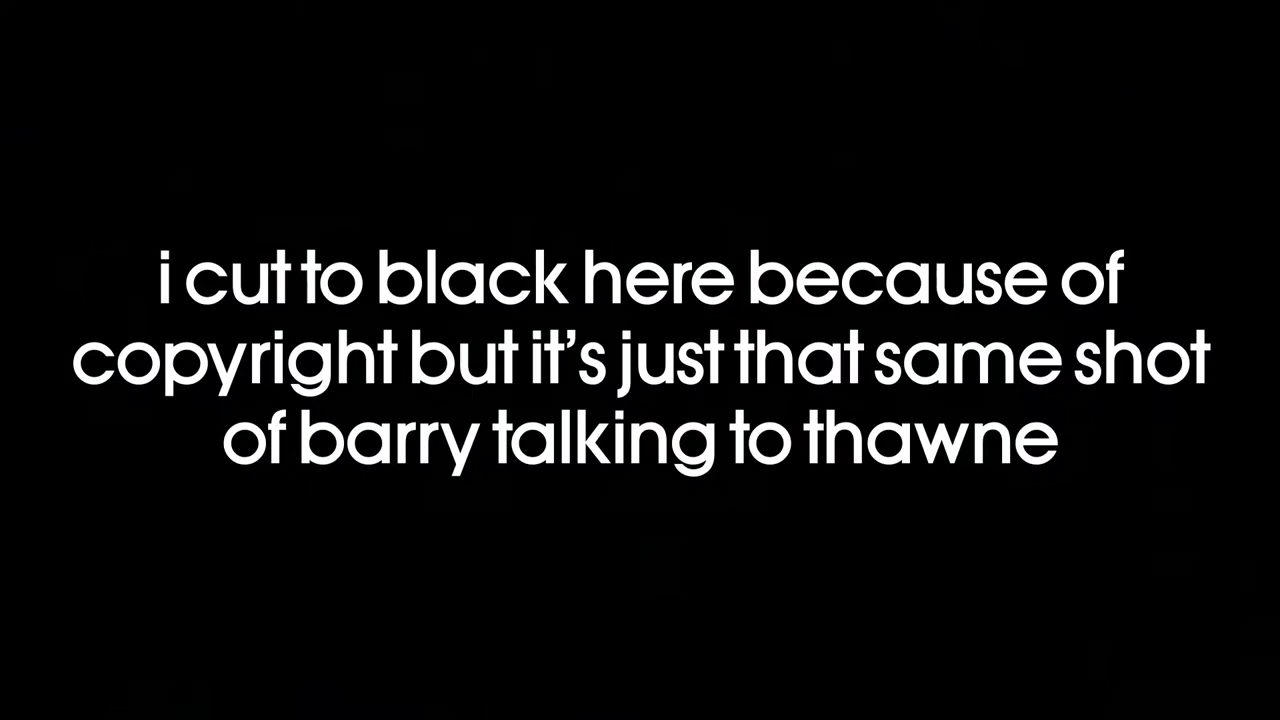 i cut to black here because of
copyright but it’s just that same shot
of barry talking to thawne